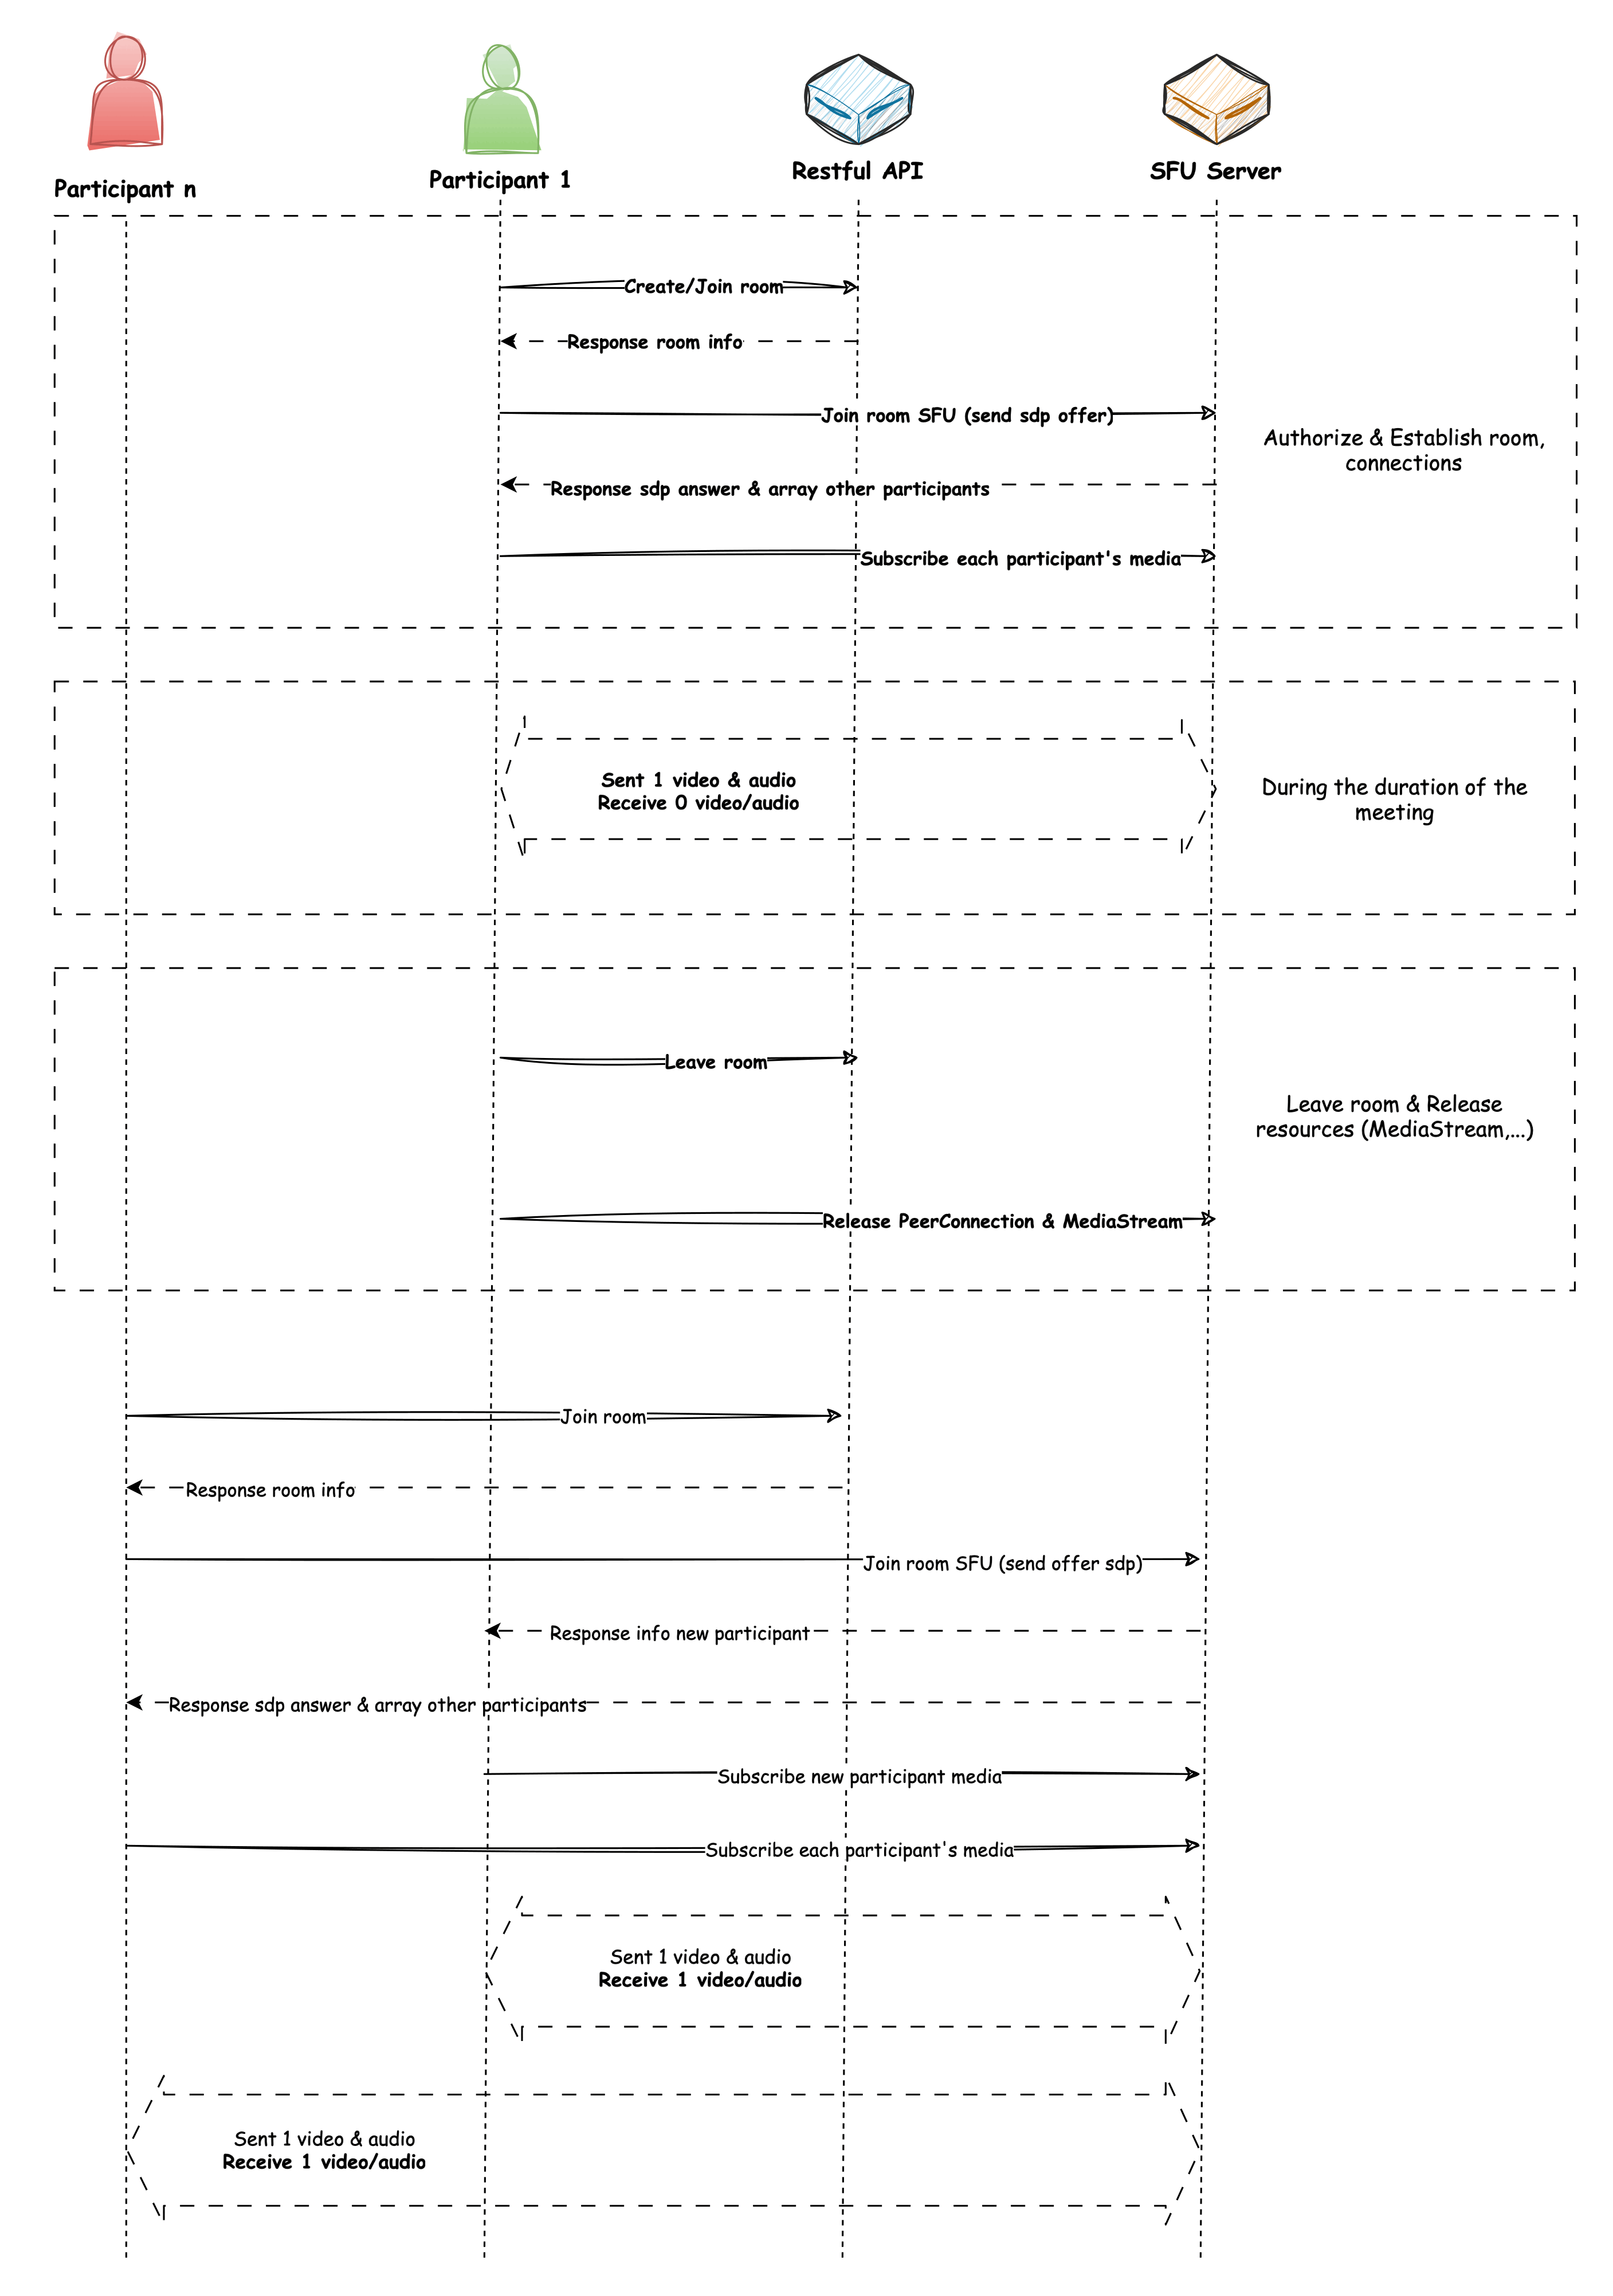 Participant n
Participant 1
Restful API
SFU Server
Create/Join room
Response room info
Join room SFU (send sdp offer)
Authorize & Establish room,
connections
Response sdp answer & array other participants
Subscribe each participant's media
Sent 1 video & audio
Receive 0 video/audio
During the duration of the
meeting
Leave room
Leave room & Release
resources (MediaStream,...)
Release PeerConnection & MediaStream
Join room
Response room info
Join room SFU (send offer sdp)
Response info new participant
Response sdp answer & array other participants
Subscribe new participant media
Subscribe each participant's media
Sent 1 video & audio
Receive 1 video/audio
Sent 1 video & audio
Receive 1 video/audio